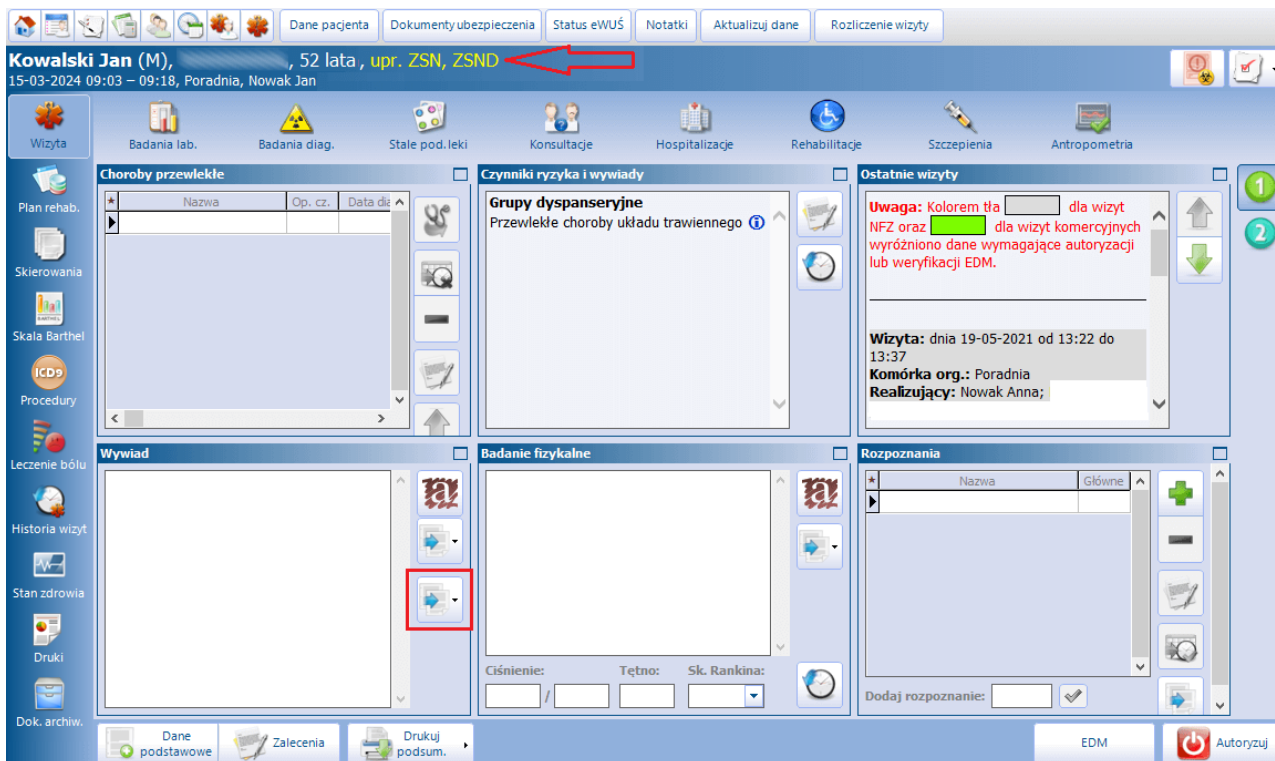 Dane pacjenta Dokumenty ubezpieczenia Status eWUŚ Notatki Aktualizuj dane Rozliczenie wizyty
Kowalski Jan (M), , 52 lata , upr. ZSN, ZSND
15-03-2024 09:03 – 09:18, Poradnia, Nowak Jan
Wizyta Badania lab. Badania diag. Stale pod.leki Konsultacje Hospitalizacje Rehabilitacje Szczepienia Antropometria
Plan rehab.
Skierowania
BARTHEL
Skala Barthel
ICD9
Procedury
Leczenie bólu
Historia wizyt
Stan zdrowia
Druki
Dok. archiw.
Choroby przewlekłe
* Nazwa Op. cz. Data dia
Czynniki ryzyka i wywiady
Grupy dyspanseryjne
Przewlekłe choroby układu trawiennego
Ostatnie wizyty
Uwaga: Kolorem tła dla wizyt
NFZ oraz dla wizyt komercyjnych
wyróżniono dane wymagające autoryzacji
lub weryfikacji EDM.
Wizyta: dnia 19-05-2021 od 13:22 do
13:37
Komórka org.: Poradnia
Realizujący: Nowak Anna;
1
2
Wywiad
Badanie fizykalne
Ciśnienie: Tętno: Sk. Rankina:
/
Rozpoznania
* Nazwa Główne
Dodaj rozpoznanie:
Dane
podstawowe
Zalecenia
Drukuj
podsum.
EDM
Autoryzuj